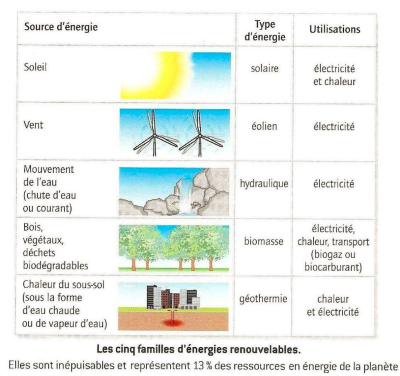 Source d'énergie
Type
d'énergie
Utilisations
Soleil
solaire
électricité
et chaleur
Vent
éolien
électricité
Mouvement
de l'eau
(chute d'eau
ou courant)
hydraulique
électricité
Bois,
végétaux,
déchets
biodégradables
biomasse
électricité,
chaleur, transport
(biogaz ou
biocarburant)
Chaleur du sous-sol
(sous la forme
d'eau chaude
ou de vapeur d'eau)
géothermie
chaleur
et électricité
Les cinq familles d'énergies renouvelables.
Elles sont inépuisables et représentent 13 % des ressources en énergie de la planète